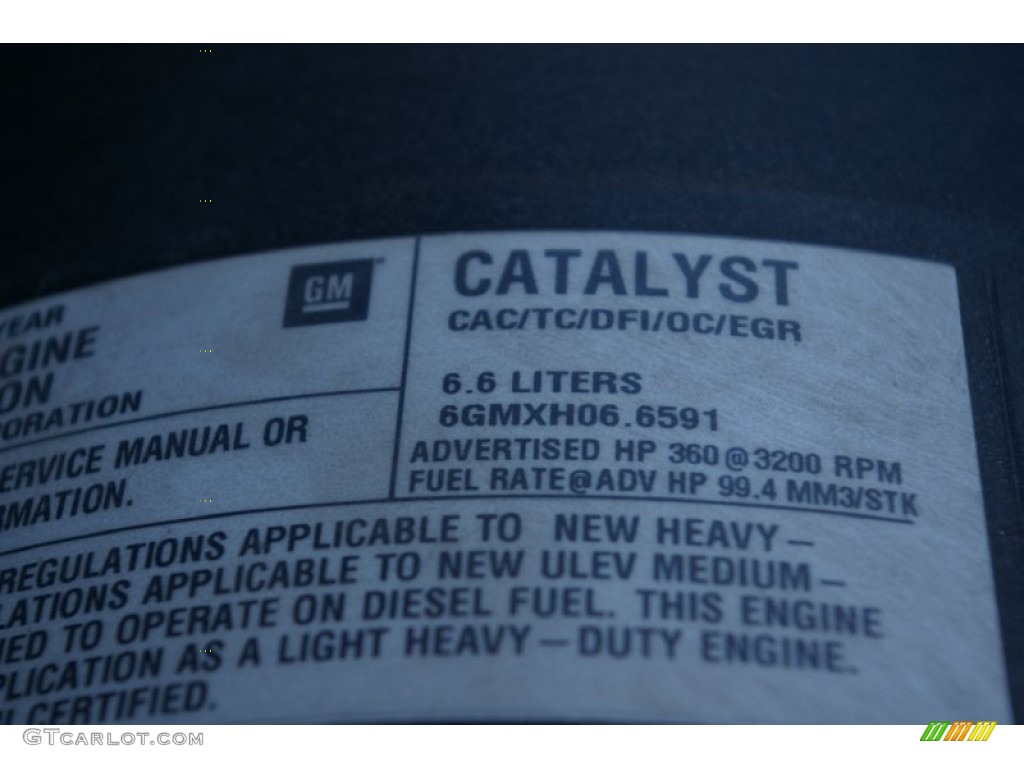 GM
YEAR
GINE
ON
ORATION
ERVICE MANUAL OR
RMATION.
CATALYST
CAC/TC/DFI/OC/EGR
6.6 LITERS
6GMXH06.6591
ADVERTISED HP 360@3200 RPM
FUEL RATE@ADV HP 99.4 MM3/STK
REGULATIONS APPLICABLE TO NEW HEAVY–
LATIONS APPLICABLE TO NEW ULEV MEDIUM–
ED TO OPERATE ON DIESEL FUEL. THIS ENGINE
PLICATION AS A LIGHT HEAVY–DUTY ENGINE.
CERTIFIED.
GTcarlot.com